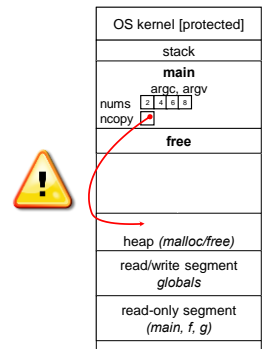 OS kernel [protected]
stack
main
argc, argv
nums 2 4 6 8
ncopy
free
!
heap (malloc/free)
read/write segment
globals
read-only segment
(main, f, g)